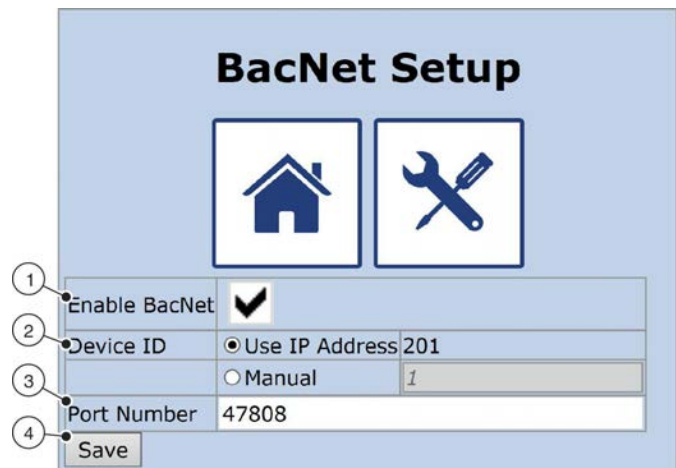 BacNet Setup
1
Enable BacNet
2
Device ID Use IP Address 201
Manual 1
3
Port Number 47808
4
Save